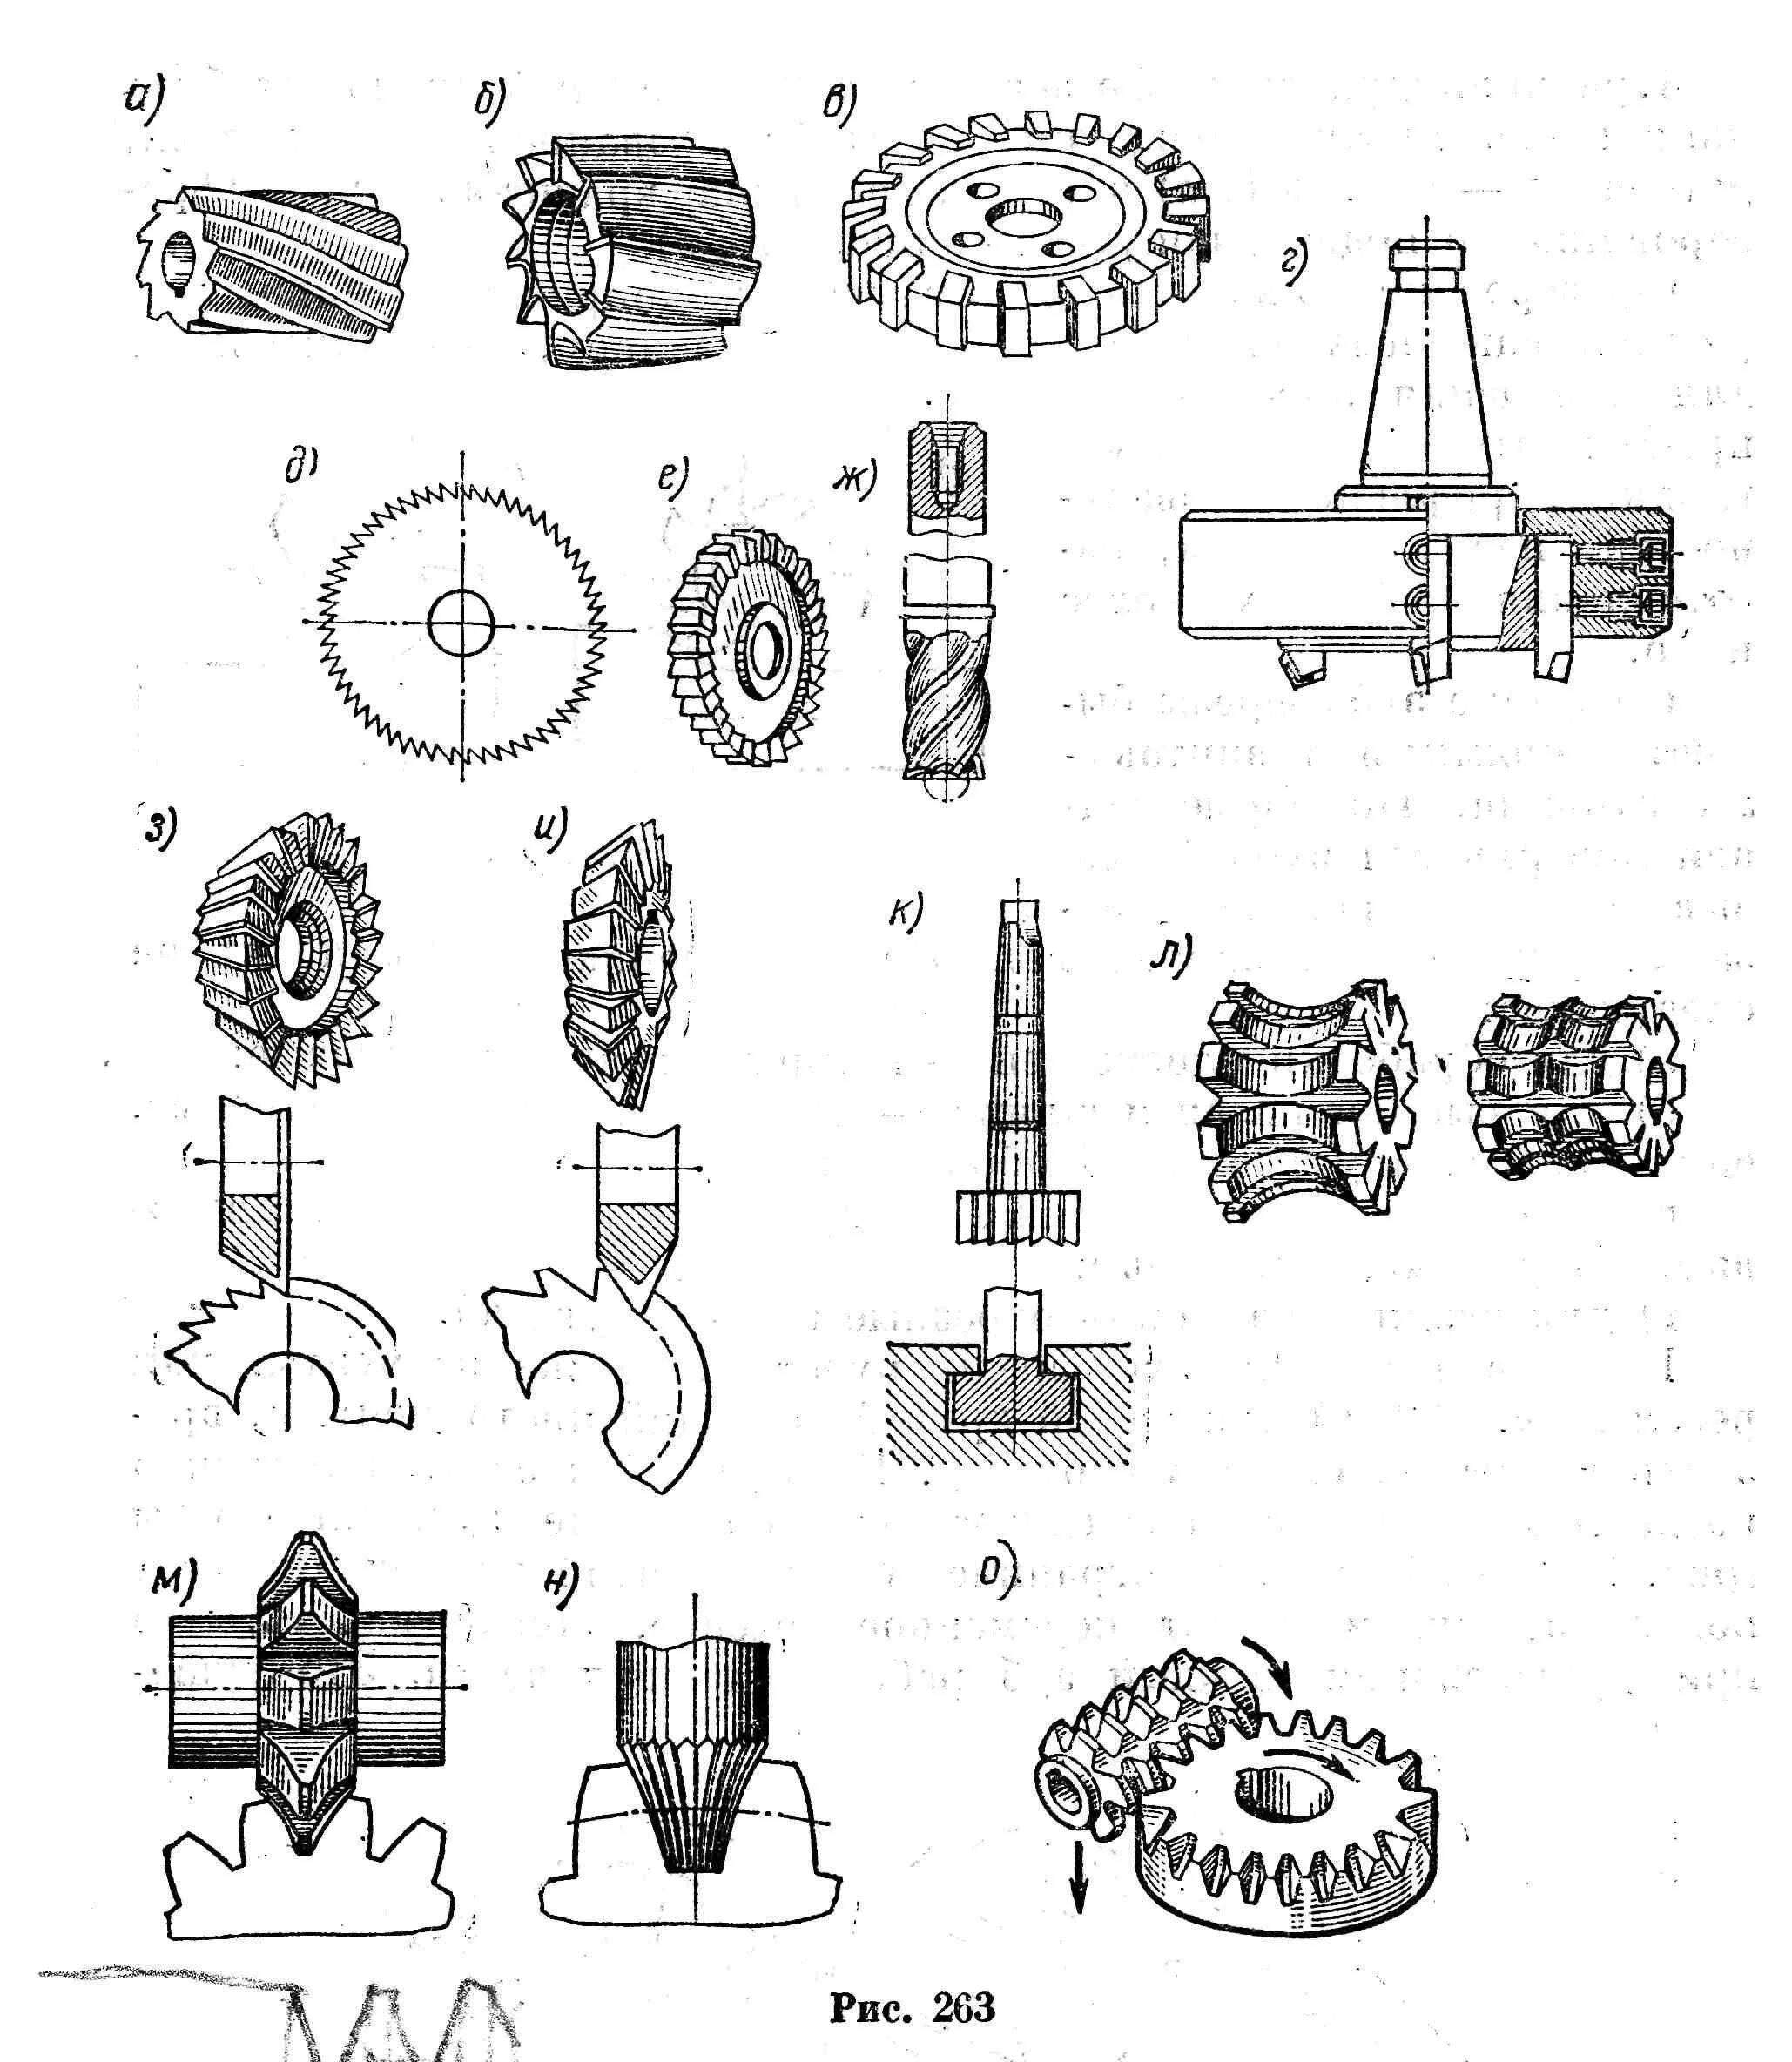 а)
б)
в)
г)
д)
е)
ж)
з)
и)
к)
л)
м)
н)
о)
Рис. 263